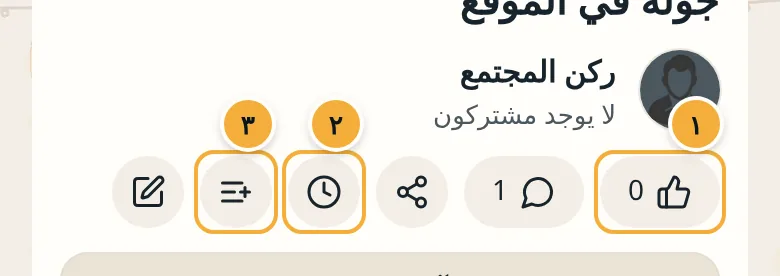 جولة في الموقع
ركن المجتمع
لا يوجد مشتركون
١ ٢ ٣
0 1